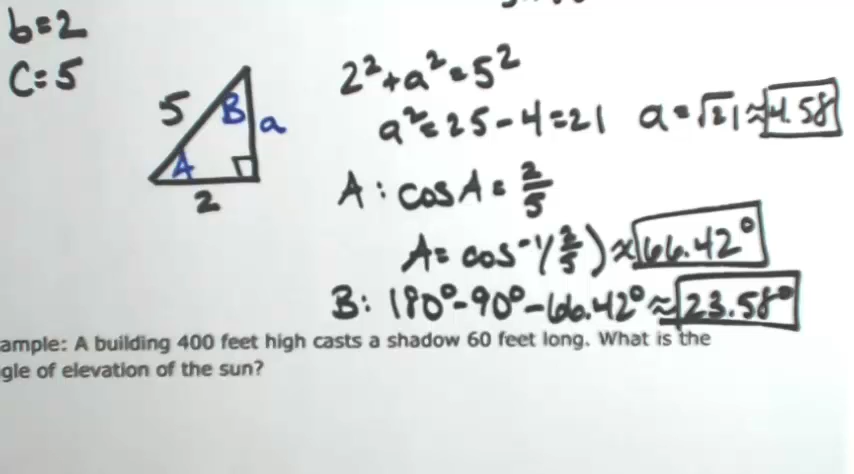 b=2
C=5
5
B
a
A
2
2²+a²=5²
a²=25-4=21 a=√21≈4.58
A: cosA=2/5
A=cos⁻¹(2/5)≈66.42°
B: 180°-90°-66.42°≈23.58°
ample: A building 400 feet high casts a shadow 60 feet long. What is the
gle of elevation of the sun?